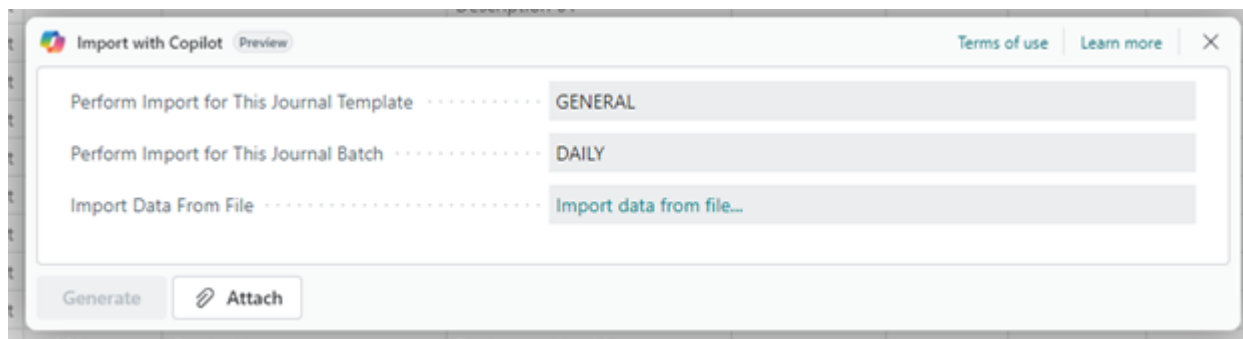 Import with Copilot Preview Terms of use Learn more
Perform Import for This Journal Template GENERAL
Perform Import for This Journal Batch DAILY
Import Data From File Import data from file...
Generate Attach